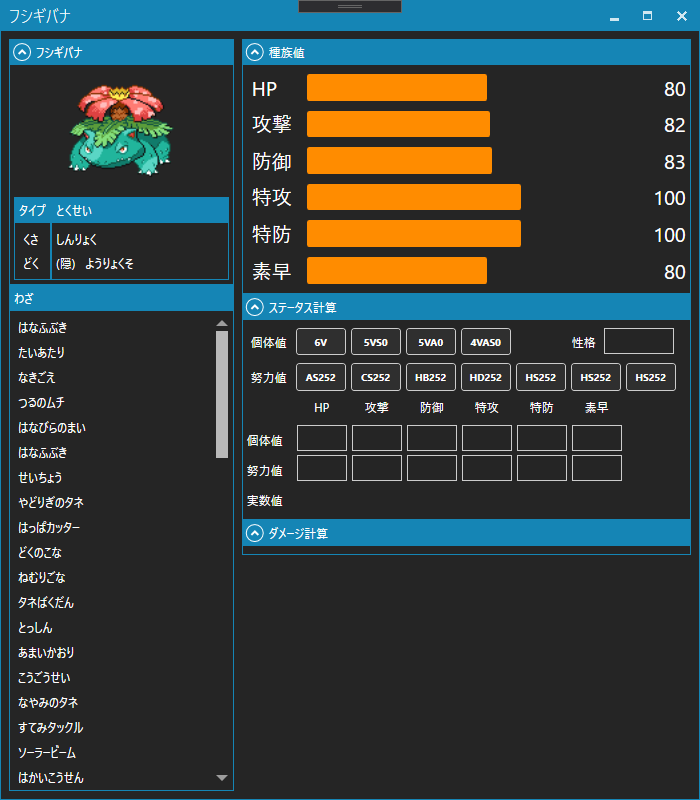 フシギバナ
フシギバナ
タイプ とくせい
くさ しんりょく
どく (隠) ようりょくそ
わざ
はなふぶき
たいあたり
なきごえ
つるのムチ
はなびらのまい
はなふぶき
せいちょう
やどりぎのタネ
はっぱカッター
どくのこな
ねむりごな
タネばくだん
とっしん
あまいかおり
こうごうせい
なやみのタネ
すてみタックル
ソーラービーム
はかいこうせん
種族値
HP 80
攻撃 82
防御 83
特攻 100
特防 100
素早 80
ステータス計算
個体値 6V 5VS0 5VA0 4VAS0 性格
努力値 AS252 CS252 HB252 HD252 HS252 HS252 HS252
HP 攻撃 防御 特攻 特防 素早
個体値
努力値
実数値
ダメージ計算